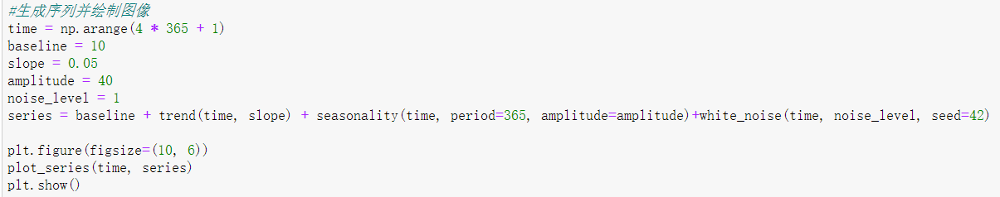 #生成序列并绘制图像
time = np.arange(4 * 365 + 1)
baseline = 10
slope = 0.05
amplitude = 40
noise_level = 1
series = baseline + trend(time, slope) + seasonality(time, period=365, amplitude=amplitude)+white_noise(time, noise_level, seed=42)
plt.figure(figsize=(10, 6))
plot_series(time, series)
plt.show()